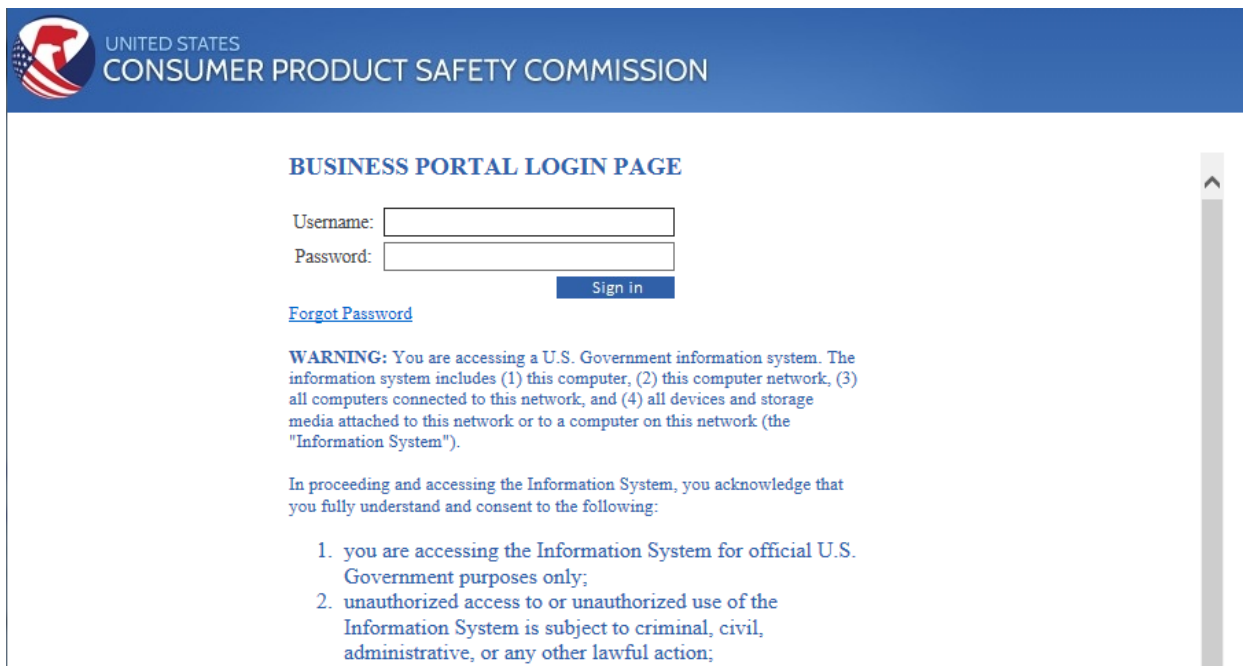 UNITED STATES
CONSUMER PRODUCT SAFETY COMMISSION
BUSINESS PORTAL LOGIN PAGE
Username:
Password:
Sign in
Forgot Password
WARNING: You are accessing a U.S. Government information system. The
information system includes (1) this computer, (2) this computer network, (3)
all computers connected to this network, and (4) all devices and storage
media attached to this network or to a computer on this network (the
"Information System").
In proceeding and accessing the Information System, you acknowledge that
you fully understand and consent to the following:
1. you are accessing the Information System for official U.S.
Government purposes only;
2. unauthorized access to or unauthorized use of the
Information System is subject to criminal, civil,
administrative, or any other lawful action;